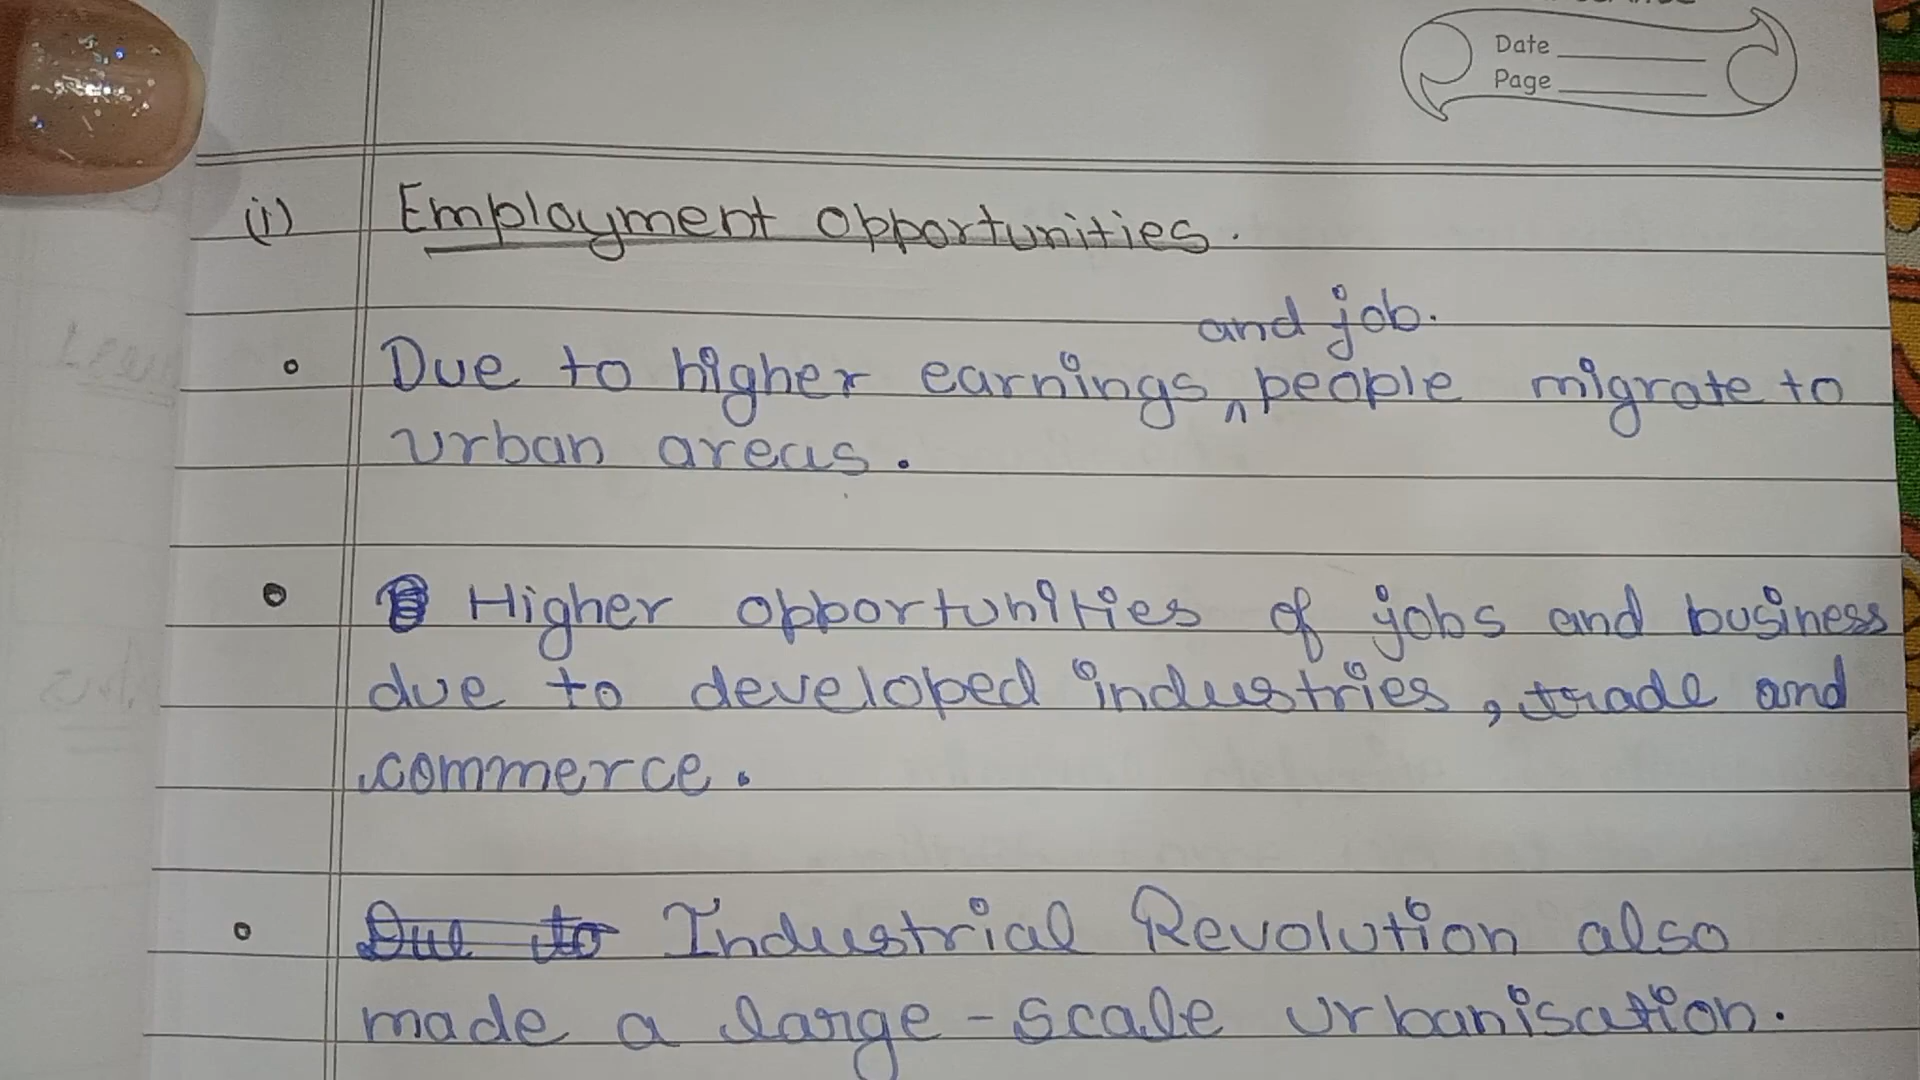 Date
Page
(i) Employment opportunities.
and job.
Due to higher earnings ^ people migrate to
urban areas.
Higher opportunities of jobs and business
due to developed industries, trade and
commerce.
Due to Industrial Revolution also
made a large-scale urbanisation.